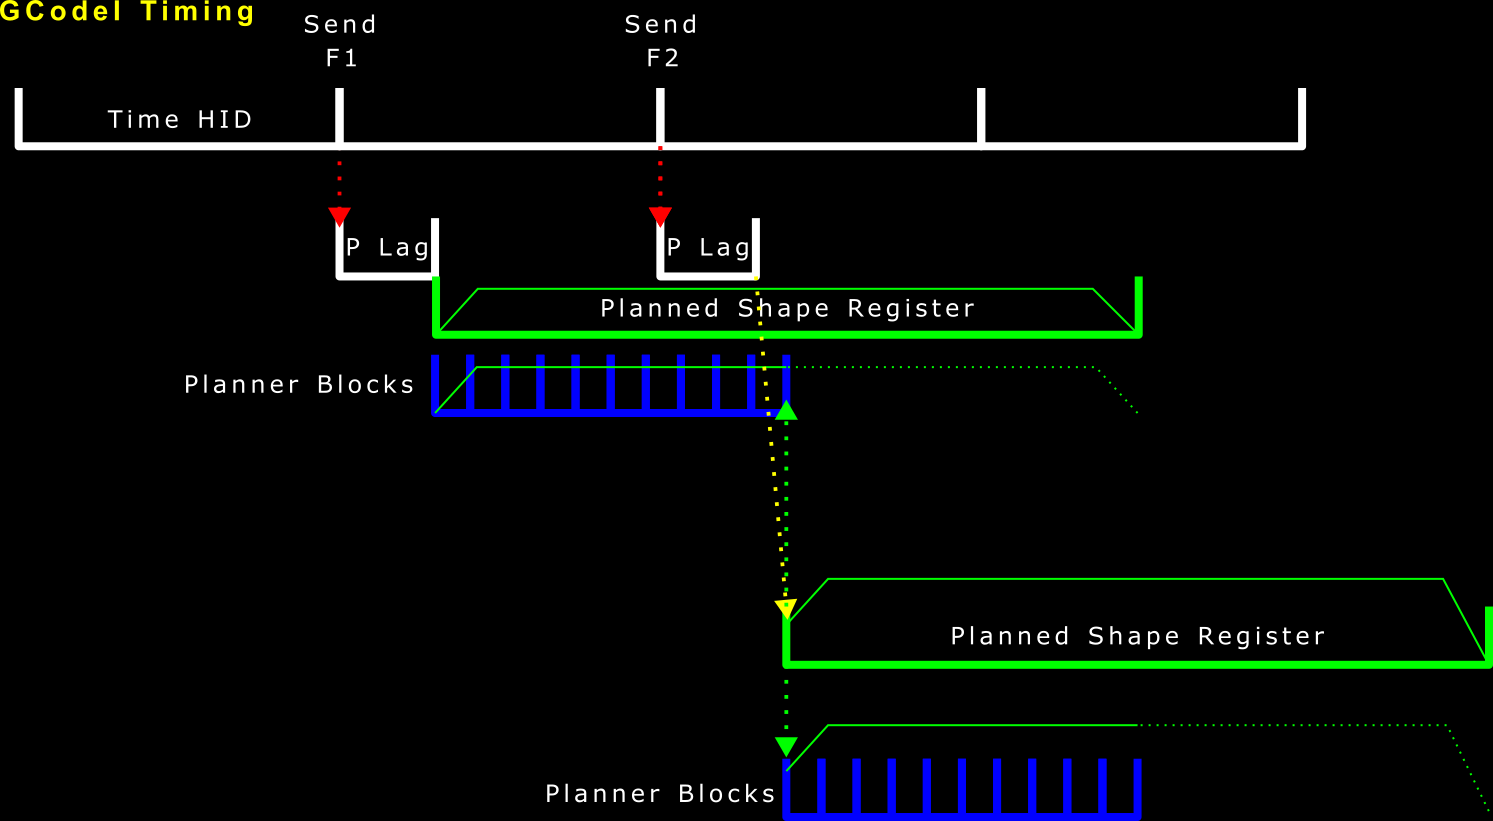 GCodeI Timing
Send
F1
Send
F2
Time HID
P Lag
P Lag
Planned Shape Register
Planner Blocks
Planned Shape Register
Planner Blocks